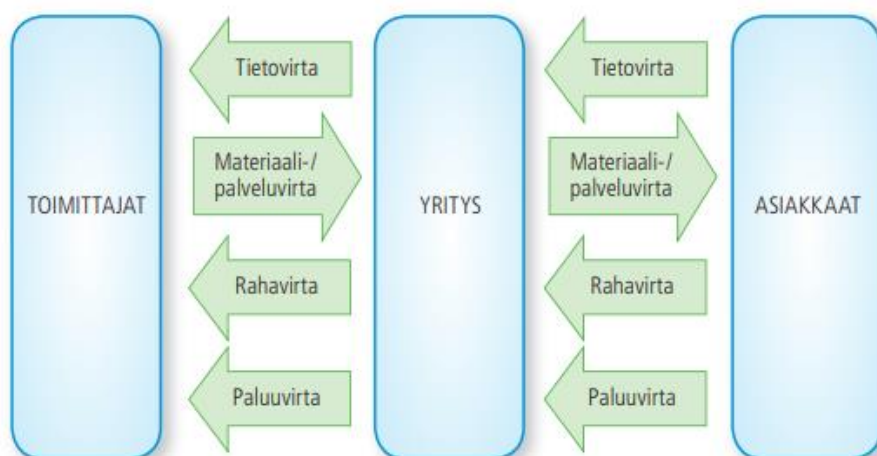 Tietovirta
Tietovirta
Materiaali-/
palveluvirta
Materiaali-/
palveluvirta
TOIMITTAJAT
YRITYS
ASIAKKAAT
Rahavirta
Rahavirta
Paluuvirta
Paluuvirta